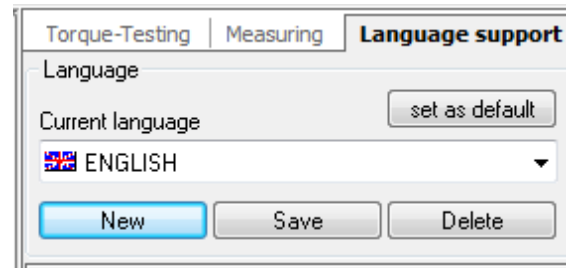 Torque-Testing Measuring Language support
Language
Current language set as default
ENGLISH
New Save Delete